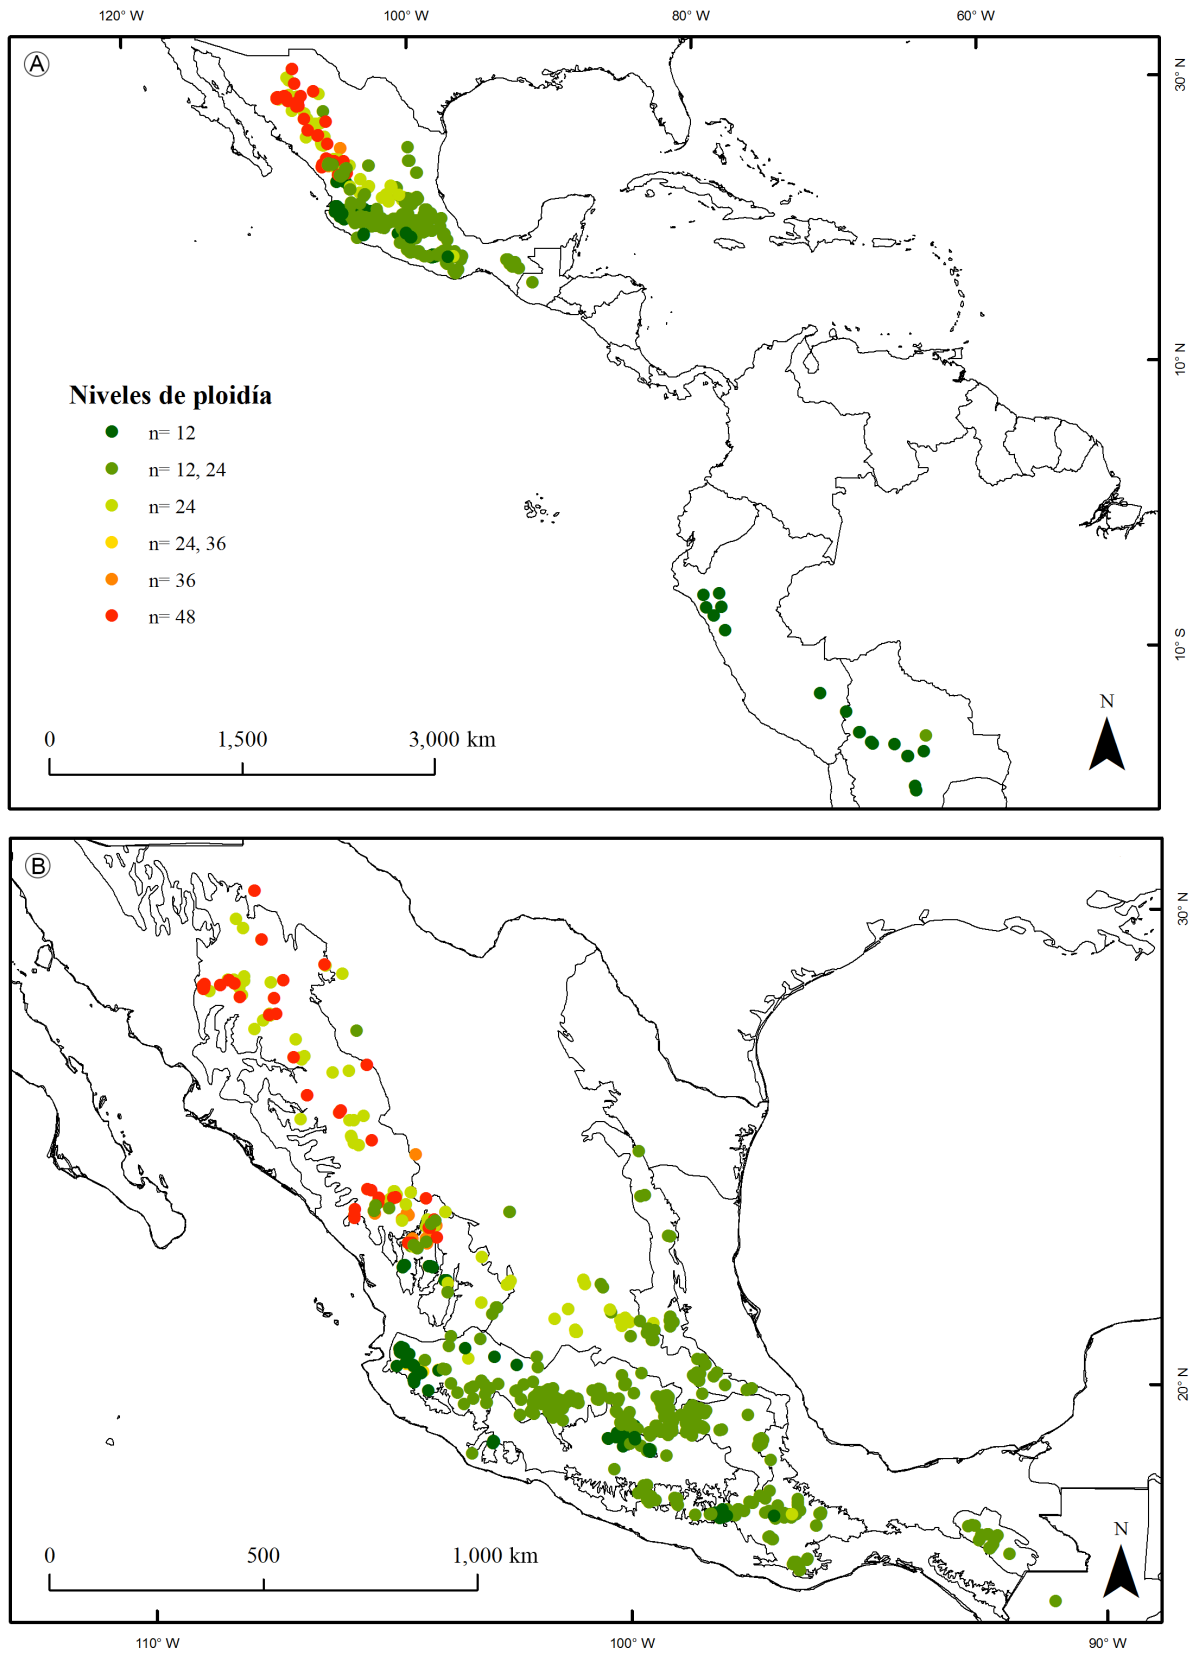 120° W 100° W 80° W 60° W
A
30° N
10° N
Niveles de ploidía
n= 12
n= 12, 24
n= 24
n= 24, 36
n= 36
n= 48
10° S
N
0 1,500 3,000 km
B
30° N
20° N
N
0 500 1,000 km
110° W 100° W 90° W